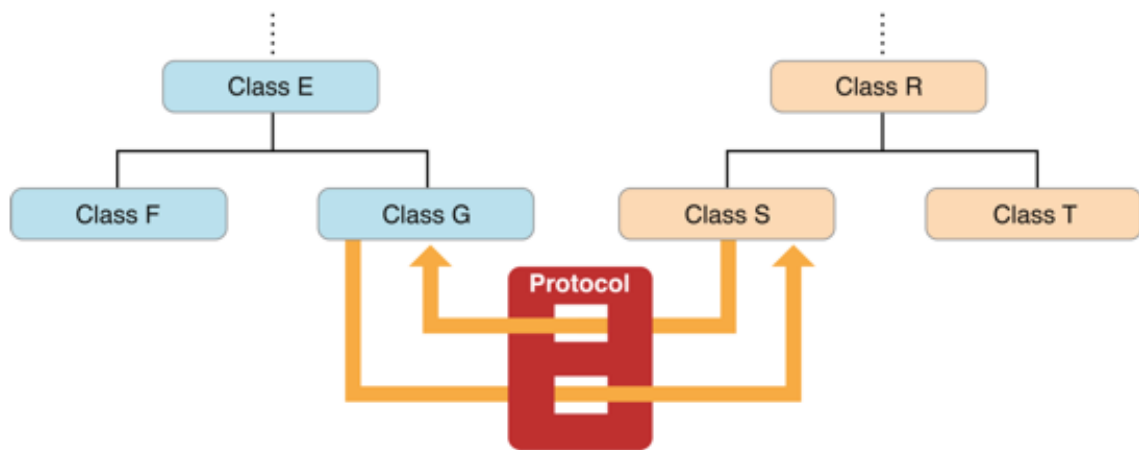 Class E
Class R
Class F
Class G
Class S
Class T
Protocol